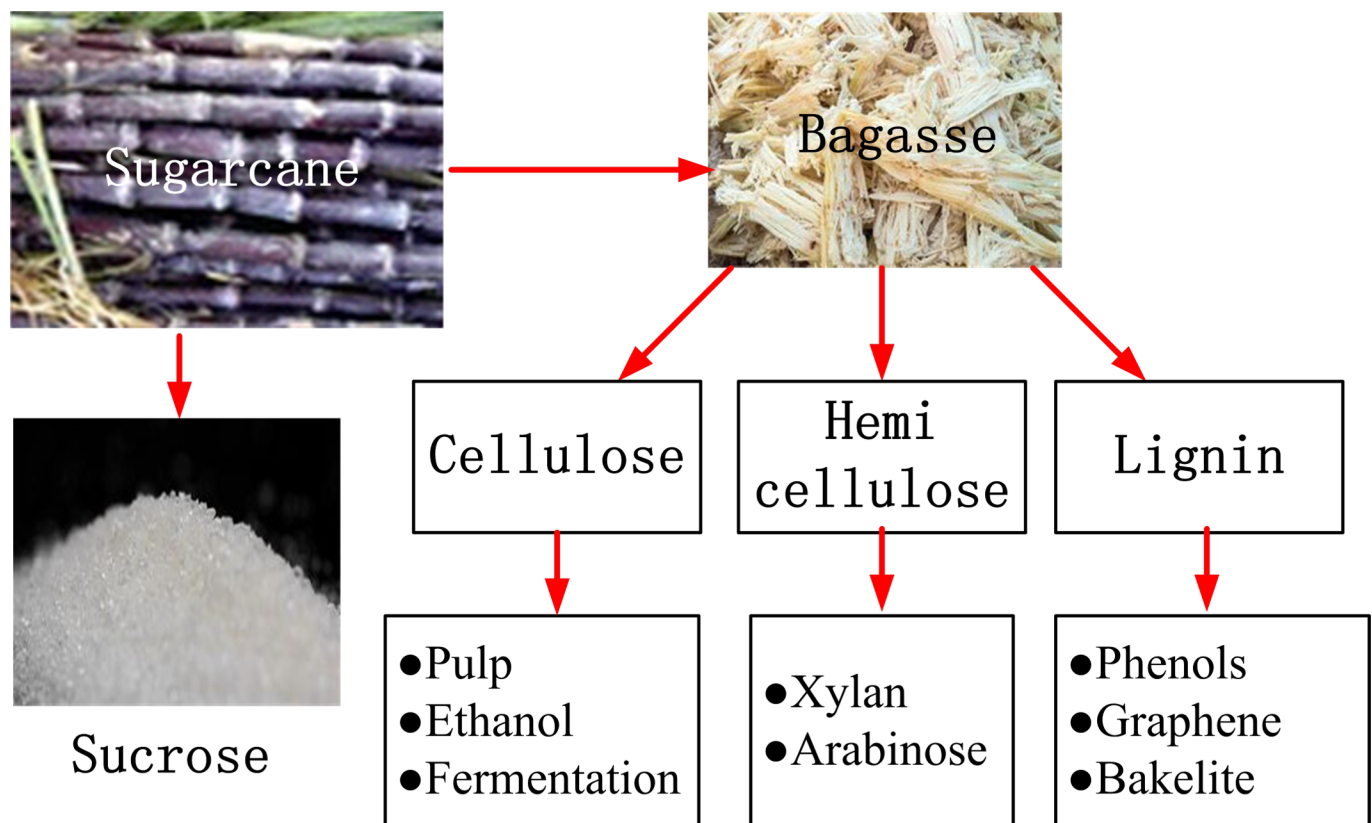 Sugarcane
Bagasse
Cellulose
Hemi
cellulose
Lignin
●Pulp
●Ethanol
●Fermentation
●Xylan
●Arabinose
●Phenols
●Graphene
●Bakelite
Sucrose